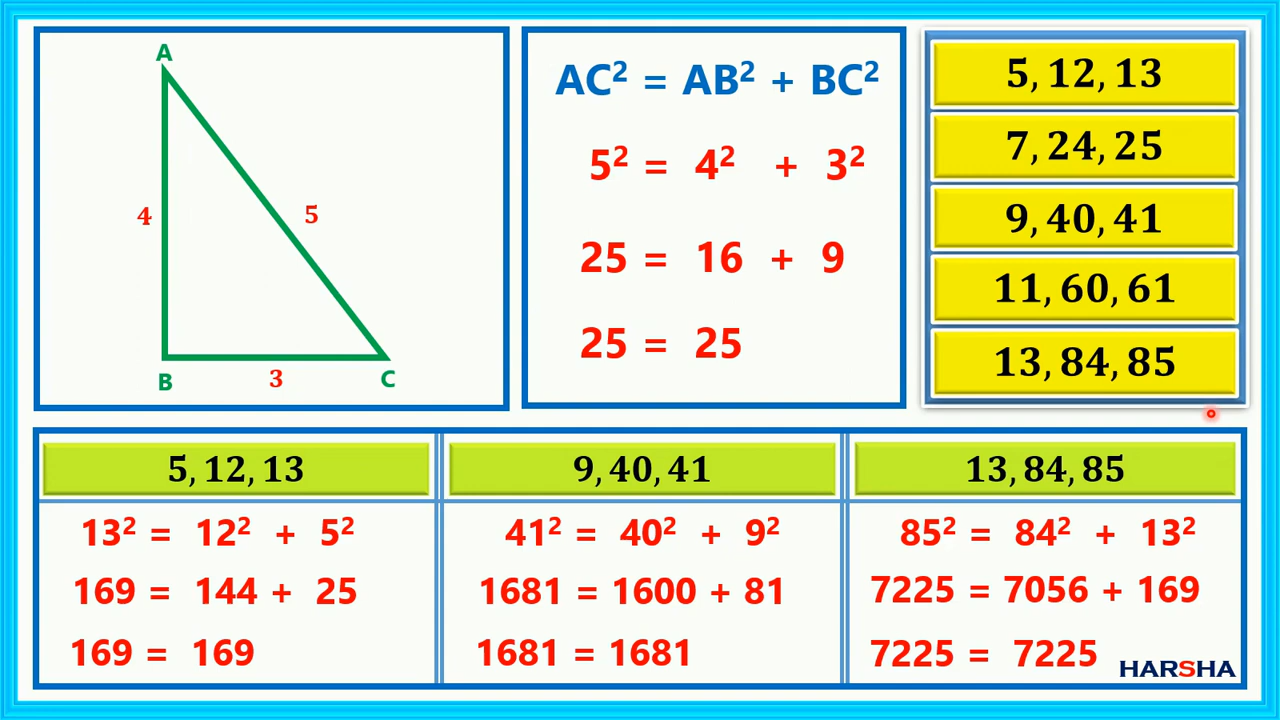 A
4
5
B
3
C
AC² = AB² + BC²
5² = 4² + 3²
25 = 16 + 9
25 = 25
5, 12, 13
7, 24, 25
9, 40, 41
11, 60, 61
13, 84, 85
5, 12, 13
13² = 12² + 5²
169 = 144 + 25
169 = 169
9, 40, 41
41² = 40² + 9²
1681 = 1600 + 81
1681 = 1681
13, 84, 85
85² = 84² + 13²
7225 = 7056 + 169
7225 = 7225
HARSHA